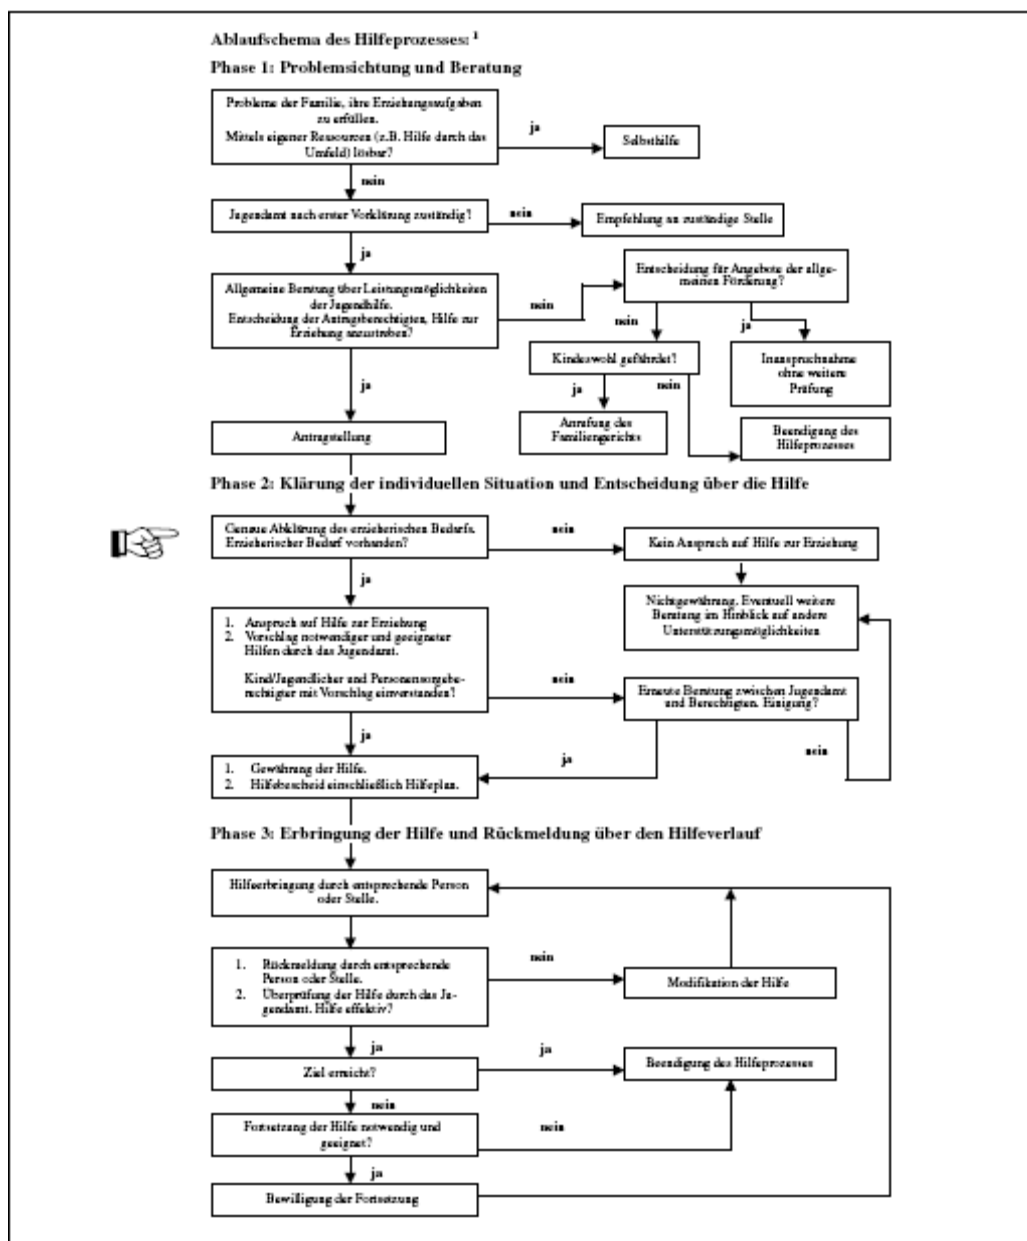 Ablaufschema des Hilfeprozesses: 1
Phase 1: Problemsichtung und Beratung
Probleme der Familie, ihre Erziehungsaufgaben
zu erfüllen.
Mittels eigener Ressourcen (z.B. Hilfe durch das
Umfeld) lösbar?
ja
Selbsthilfe
nein
Jugendamt nach erster Vorklärung zuständig?
nein
Empfehlung an zuständige Stelle
ja
Allgemeine Beratung über Leistungsmöglichkeiten
der Jugendhilfe.
Entscheidung der Antragsberechtigten, Hilfe zur
Erziehung anzustreben?
nein
Entscheidung für Angebote der allge-
meinen Förderung?
nein
ja
Kindeswohl gefährdet?
Inanspruchnahme
ohne weitere
Prüfung
ja
nein
ja
Anrufung des
Familiengerichts
Beendigung des
Hilfeprozesses
Antragstellung
Phase 2: Klärung der individuellen Situation und Entscheidung über die Hilfe
Genaue Abklärung des erzieherischen Bedarfs.
Erzieherischer Bedarf vorhanden?
nein
Kein Anspruch auf Hilfe zur Erziehung
ja
Nichtgewährung. Eventuell weitere
Beratung im Hinblick auf andere
Unterstützungsmöglichkeiten
1. Anspruch auf Hilfe zur Erziehung
2. Vorschlag notwendiger und geeigneter
Hilfen durch das Jugendamt.
Kind/Jugendlicher und Personensorgebe-
rechtigter mit Vorschlag einverstanden?
nein
Erneute Beratung zwischen Jugendamt
und Berechtigten. Einigung?
ja
ja
nein
1. Gewährung der Hilfe.
2. Hilfebescheid einschließlich Hilfeplan.
Phase 3: Erbringung der Hilfe und Rückmeldung über den Hilfeverlauf
Hilfeerbringung durch entsprechende Person
oder Stelle.
1. Rückmeldung durch entsprechende
Person oder Stelle.
2. Überprüfung der Hilfe durch das Ju-
gendamt. Hilfe effektiv?
nein
Modifikation der Hilfe
ja
Ziel erreicht?
ja
Beendigung des Hilfeprozesses
nein
Fortsetzung der Hilfe notwendig und
geeignet?
nein
ja
Bewilligung der Fortsetzung